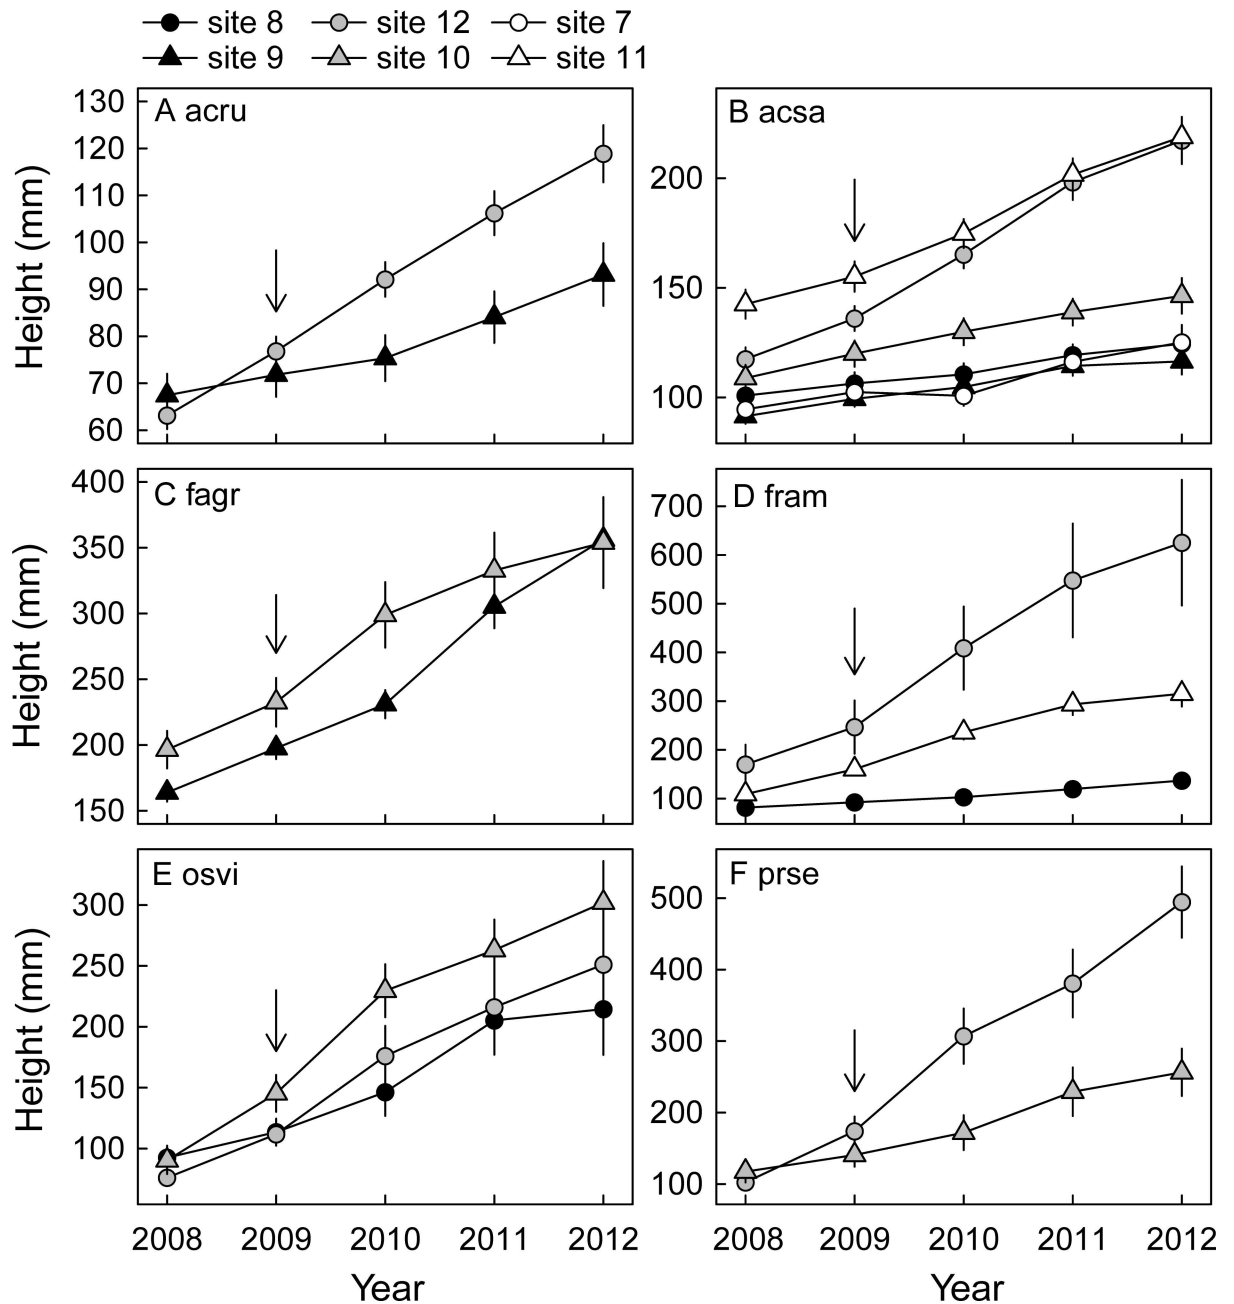 site 8 site 12 site 7
site 9 site 10 site 11
A acru
B acsa
130
120
110
100
90
80
70
60
Height (mm)
200
150
100
C fagr
D fram
400
350
300
250
200
150
Height (mm)
700
600
500
400
300
200
100
E osvi
F prse
300
250
200
150
100
Height (mm)
500
400
300
200
100
2008 2009 2010 2011 2012
2008 2009 2010 2011 2012
Year
Year